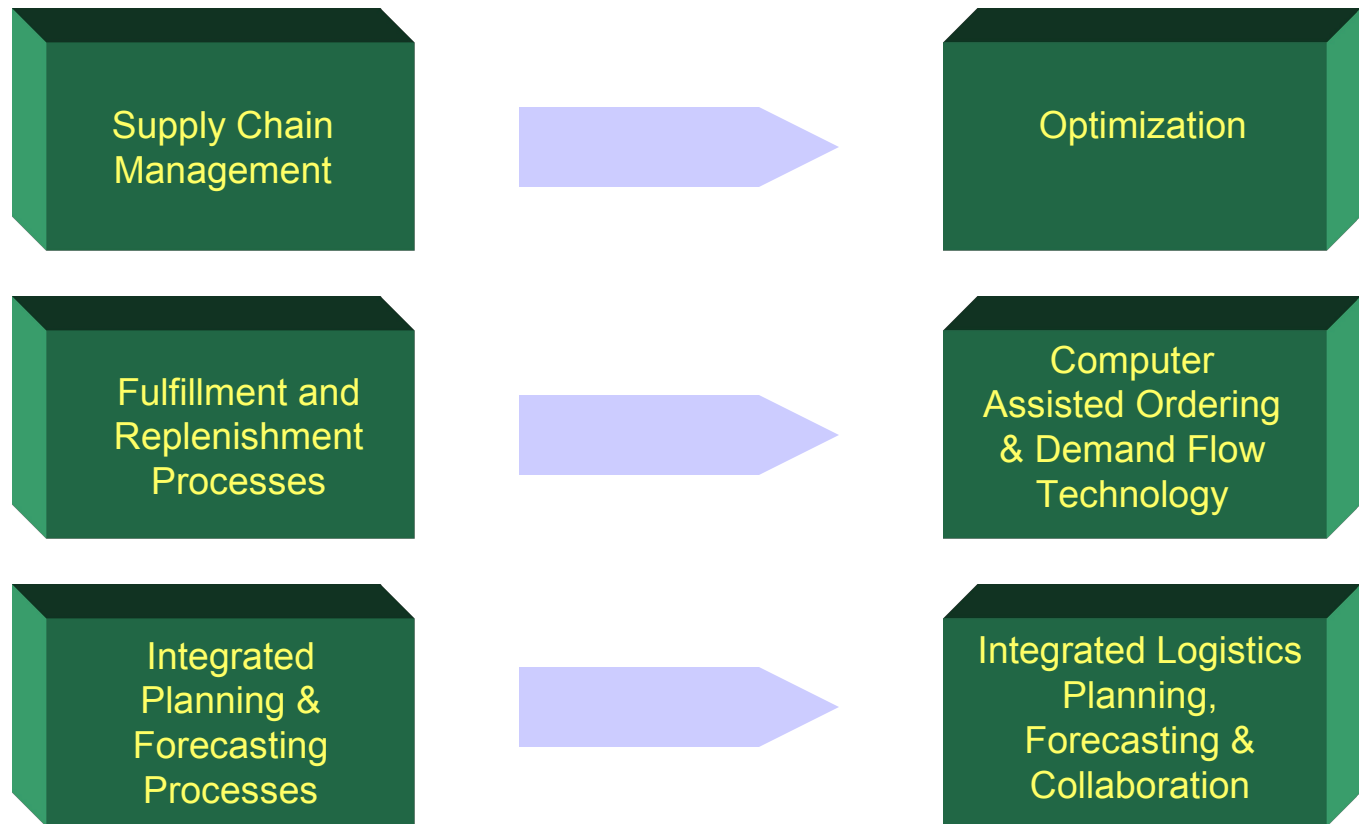 Supply Chain
Management
Optimization
Fulfillment and
Replenishment
Processes
Computer
Assisted Ordering
& Demand Flow
Technology
Integrated
Planning &
Forecasting
Processes
Integrated Logistics
Planning,
Forecasting &
Collaboration